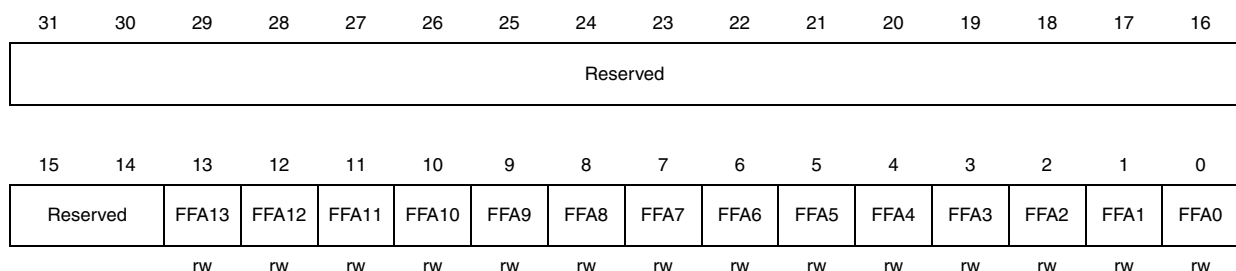 31 30 29 28 27 26 25 24 23 22 21 20 19 18 17 16
Reserved
15 14 13 12 11 10 9 8 7 6 5 4 3 2 1 0
Reserved FFA13 FFA12 FFA11 FFA10 FFA9 FFA8 FFA7 FFA6 FFA5 FFA4 FFA3 FFA2 FFA1 FFA0
rw rw rw rw rw rw rw rw rw rw rw rw rw rw